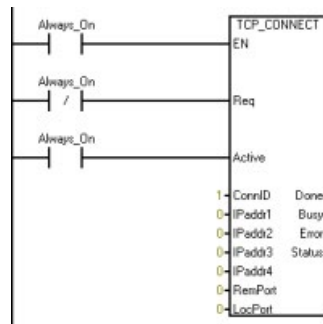 Always_On
TCP_CONNECT
EN
Always_On
/
Req
Always_On
Active
1 ConnID Done
0 IPaddr1 Busy
0 IPaddr2 Error
0 IPaddr3 Status
0 IPaddr4
0 RemPort
0 LocPort